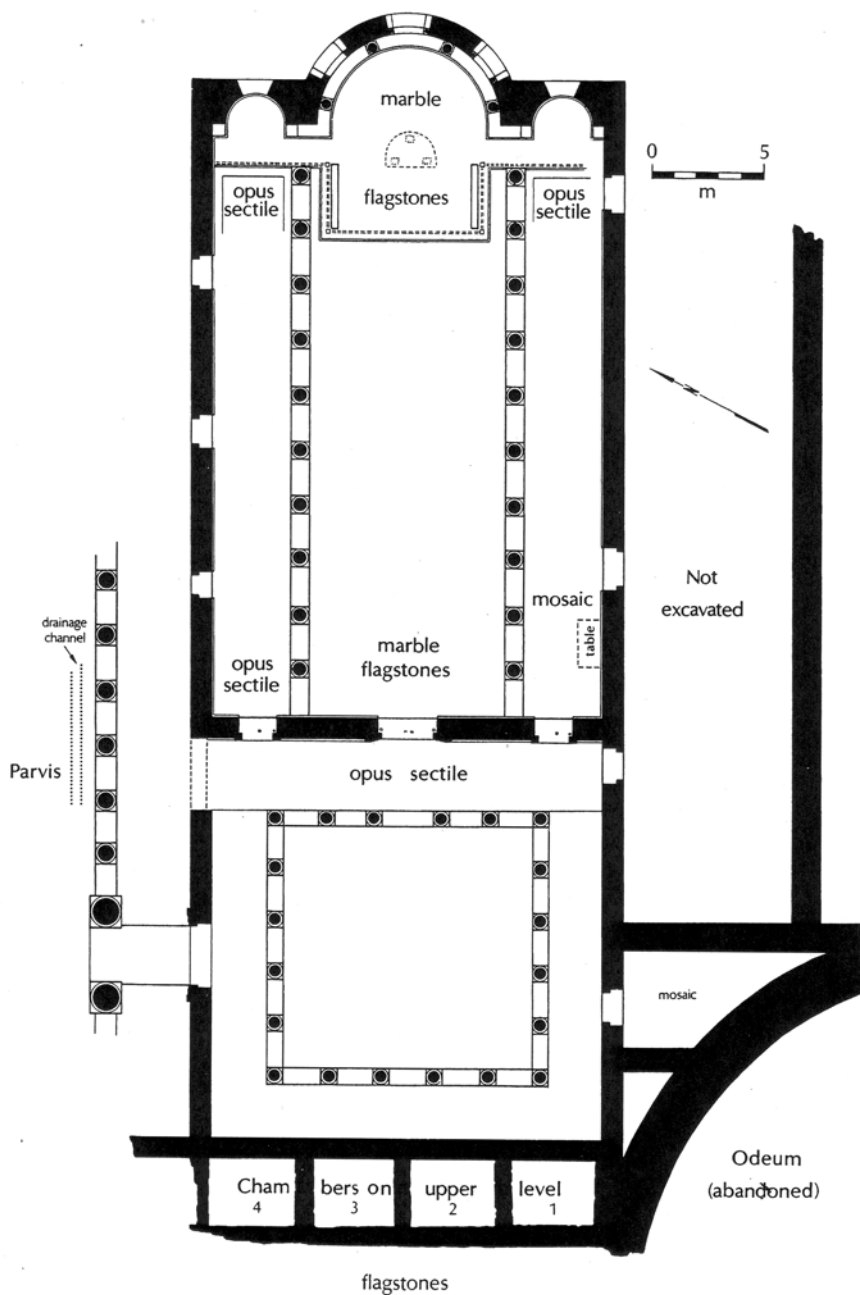 marble
0 5
m
opus
sectile
flagstones
opus
sectile
N
Not
excavated
mosaic
table
drainage
channel
marble
flagstones
opus
sectile
Parvis
opus sectile
mosaic
Odeum
(abandoned)
Cham bers on upper level
4 3 2 1
flagstones